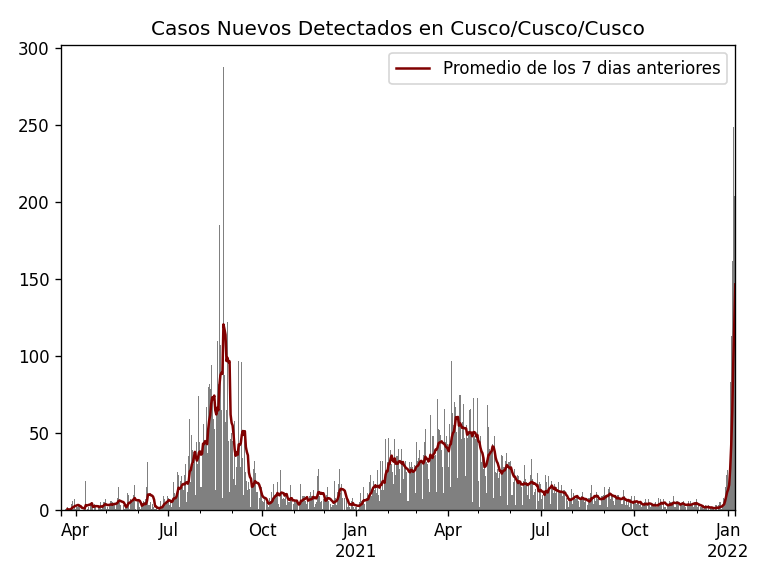 Casos Nuevos Detectados en Cusco/Cusco/Cusco
Promedio de los 7 dias anteriores
300
250
200
150
100
50
0
Apr Jul Oct Jan Apr Jul Oct Jan
2021 2022